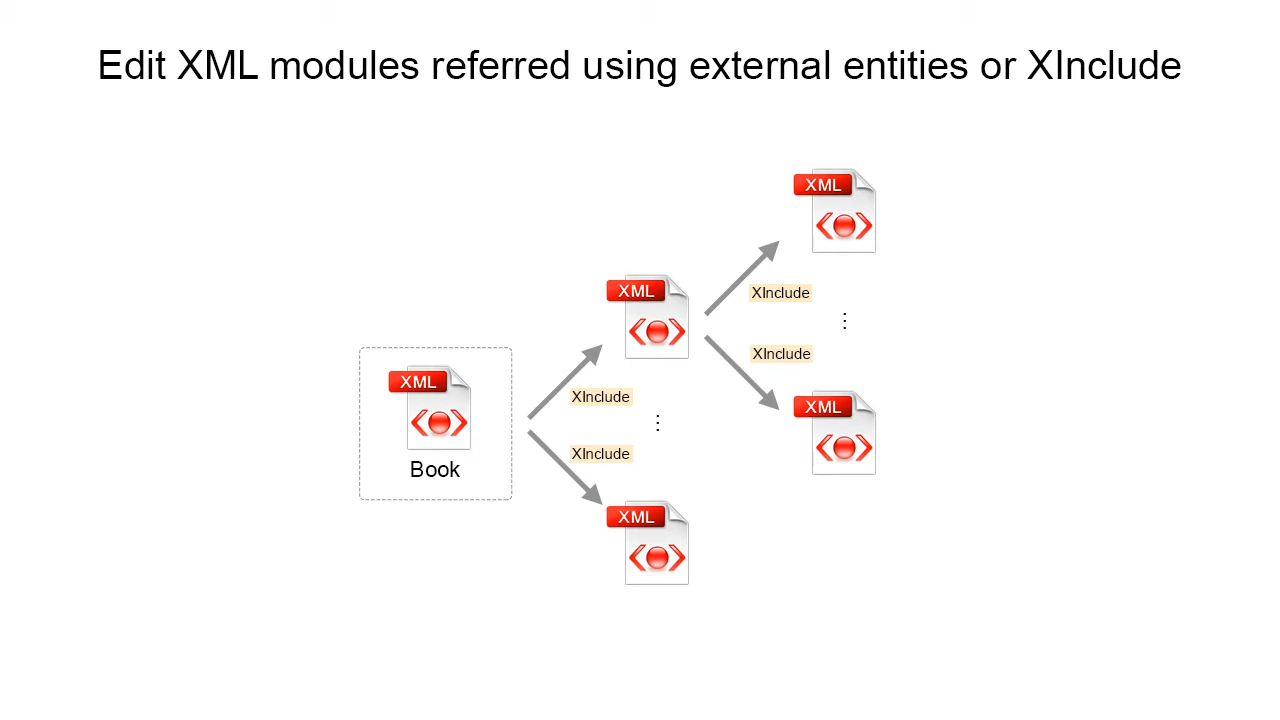 Edit XML modules referred using external entities or XInclude
XML
XInclude
⋮
XInclude
XML
XML
XML
Book
XInclude
⋮
XInclude
XML